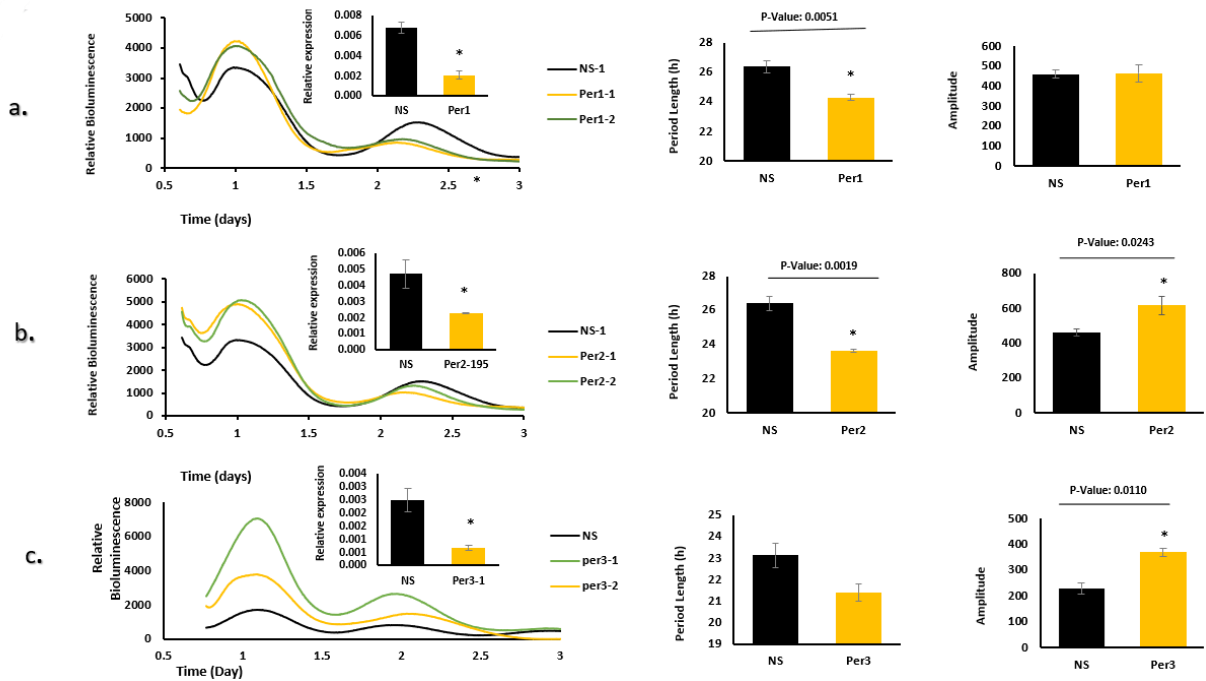 a.
Relative Bioluminescence
5000
4000
3000
2000
1000
0
0.5
1
1.5
2
2.5
3
*
Time (days)
Relative expression
0.008
0.006
0.004
0.002
0.000
*
NS
Per1
NS-1
Per1-1
Per1-2
P-Value: 0.0051
Period Length (h)
28
26
24
22
20
*
NS
Per1
Amplitude
600
500
400
300
200
100
0
NS
Per1
b.
Relative Bioluminescence
6000
5000
4000
3000
2000
1000
0
0.5
1
1.5
2
2.5
3
Time (days)
Relative expression
0.006
0.005
0.004
0.003
0.002
0.001
0.000
*
NS
Per2-195
NS-1
Per2-1
Per2-2
P-Value: 0.0019
Period Length (h)
28
26
24
22
20
*
NS
Per2
P-Value: 0.0243
Amplitude
800
600
400
200
0
*
NS
Per2
c.
Relative
Bioluminescence
8000
6000
4000
2000
0
0.5
1
1.5
2
2.5
3
Time (Day)
Relative expression
0.004
0.003
0.003
0.002
0.002
0.001
0.001
0.000
*
NS
Per3-1
NS
per3-1
per3-2
Period Length (h)
25
24
23
22
21
20
19
NS
Per3
P-Value: 0.0110
Amplitude
500
400
300
200
100
0
*
NS
Per3